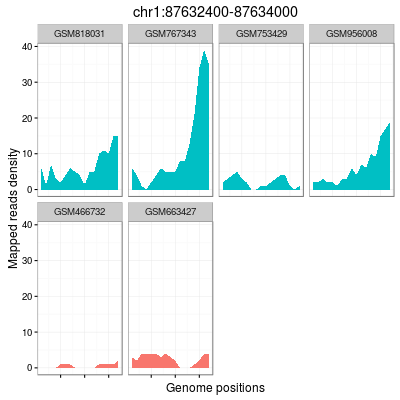 chr1:87632400-87634000
GSM818031 GSM767343 GSM753429 GSM956008
40
30
20
10
0
GSM466732 GSM663427
40
30
20
10
0
Mapped reads density
Genome positions